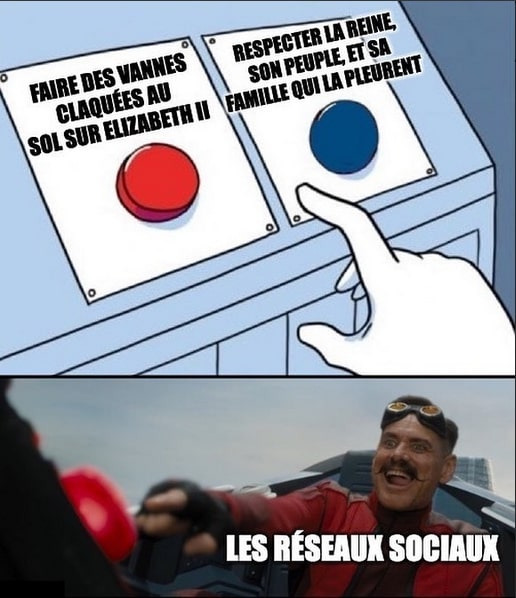 FAIRE DES VANNES
CLAQUÉES AU
SOL SUR ELIZABETH II
RESPECTER LA REINE,
SON PEUPLE, ET SA
FAMILLE QUI LA PLEURENT
LES RÉSEAUX SOCIAUX